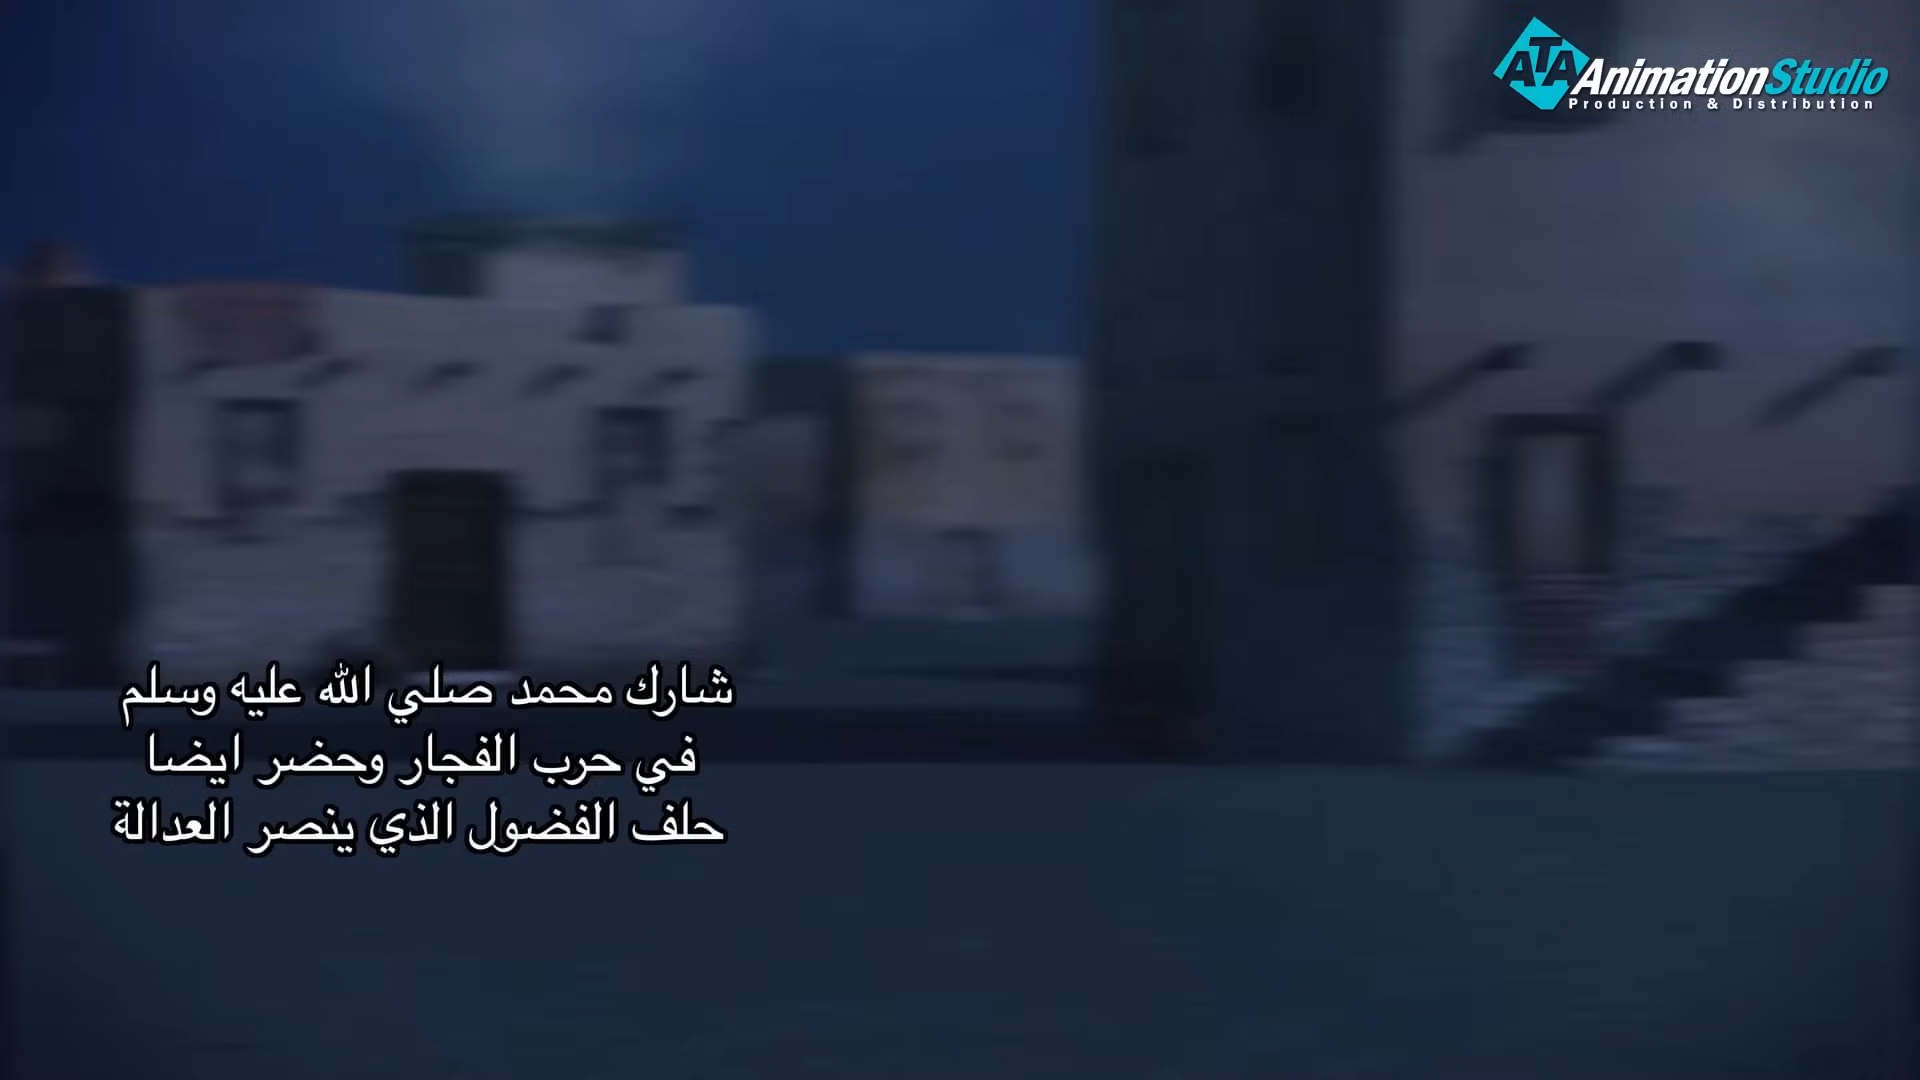 ATA AnimationStudio
Production & Distribution
شارك محمد صلي الله عليه وسلم
في حرب الفجار وحضر ايضا
حلف الفضول الذي ينصر العدالة